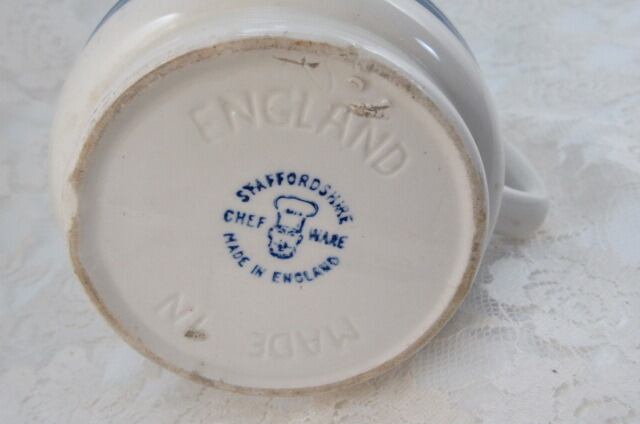 ENGLAND
STAFFORDSHIRE
CHEF WARE
MADE IN ENGLAND
MADE IN